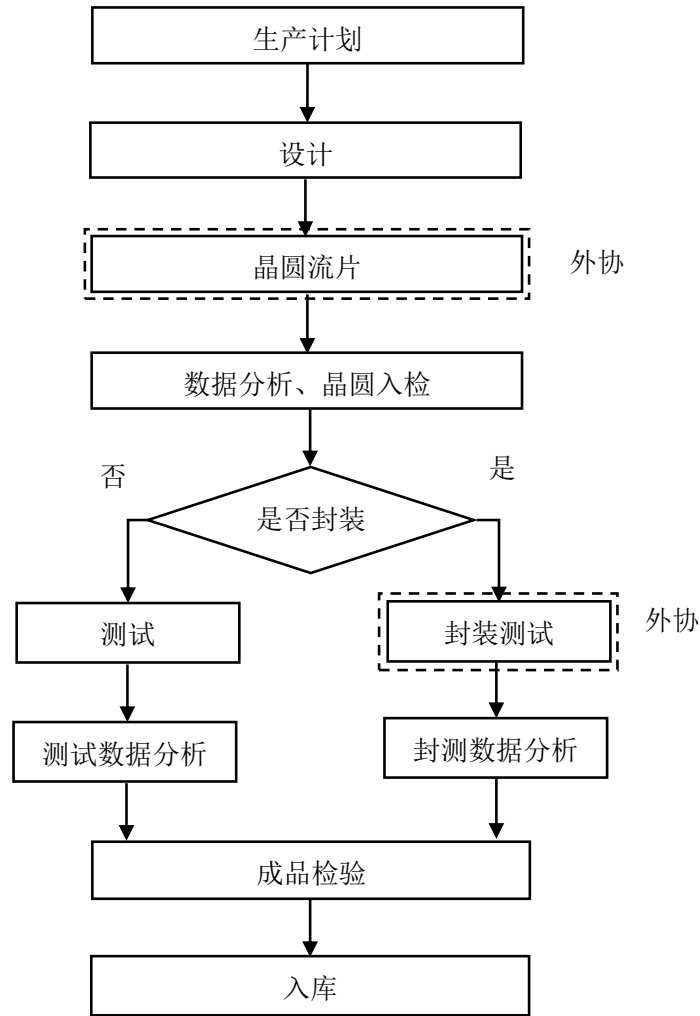 生产计划
设计
晶圆流片
外协
数据分析、晶圆入检
否
是
是否封装
测试
封装测试
外协
测试数据分析
封测数据分析
成品检验
入库